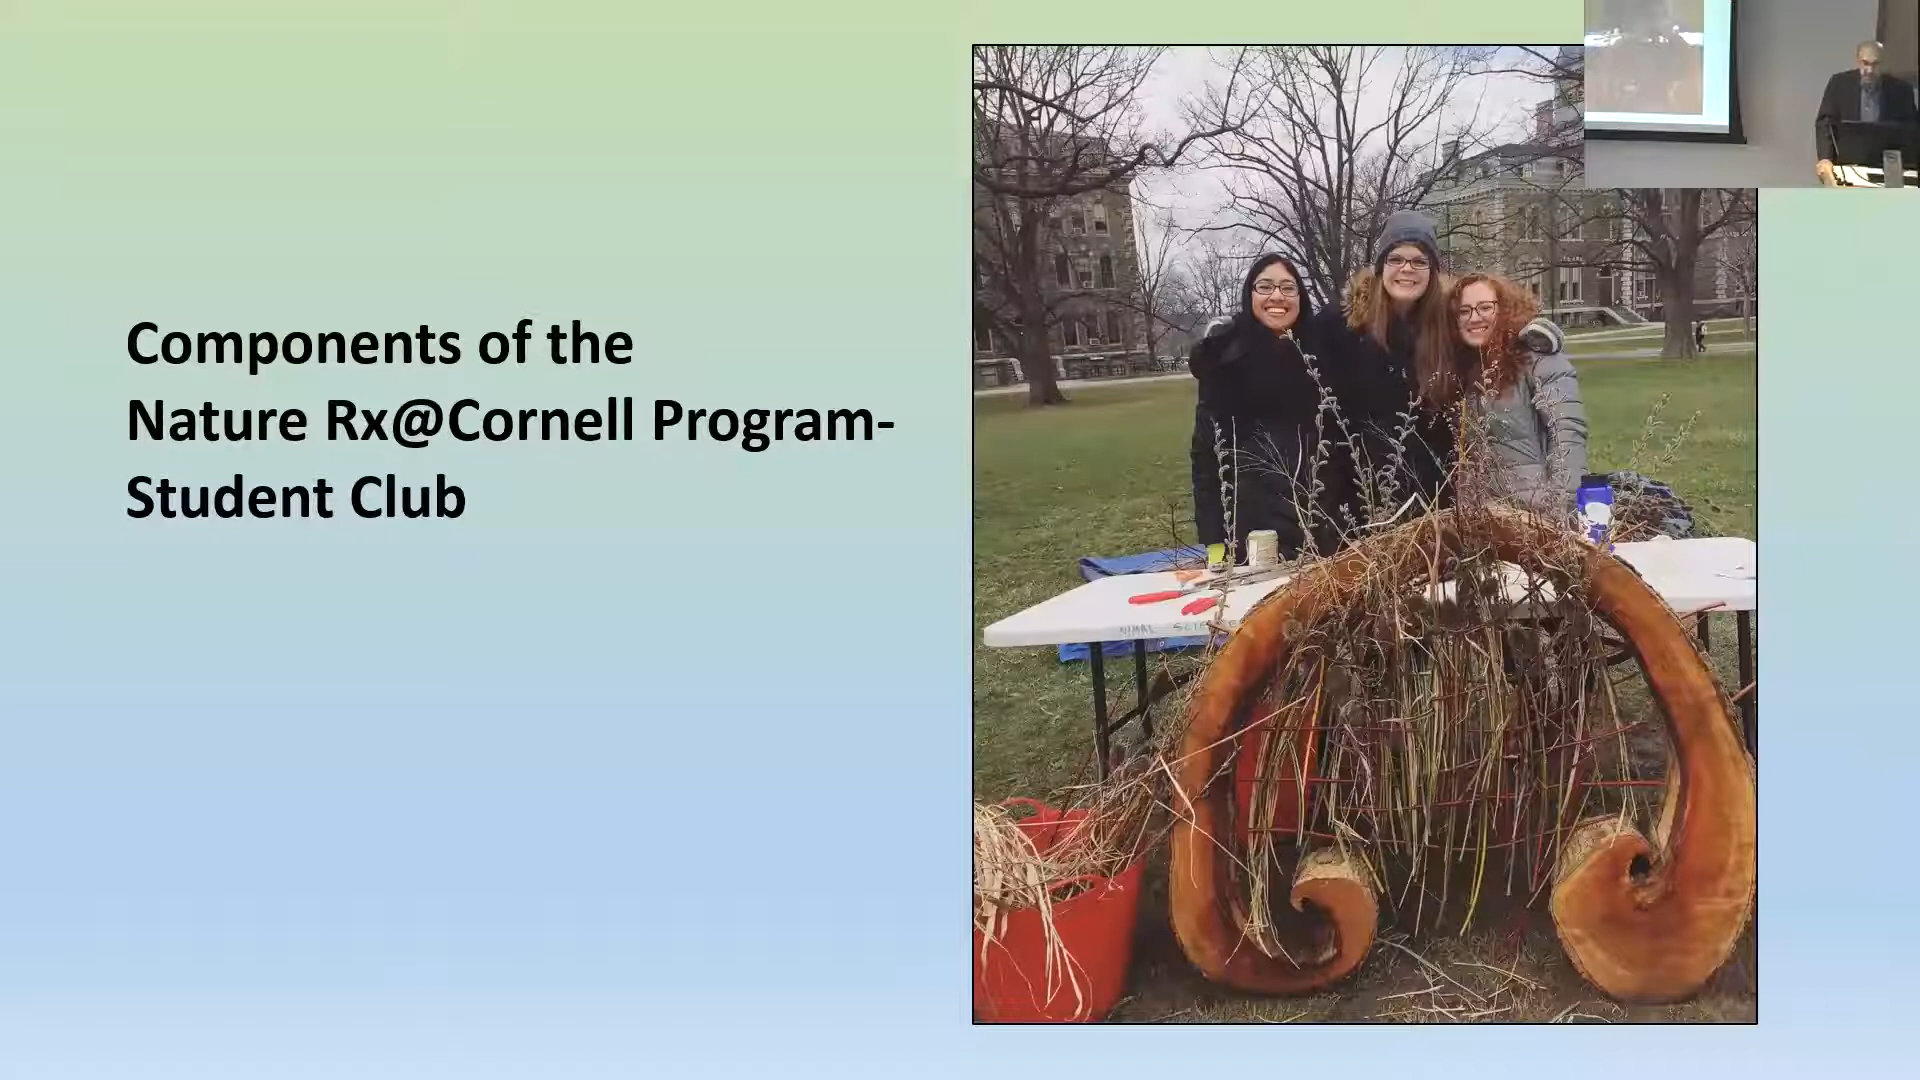 Components of the
Nature Rx@Cornell Program-
Student Club